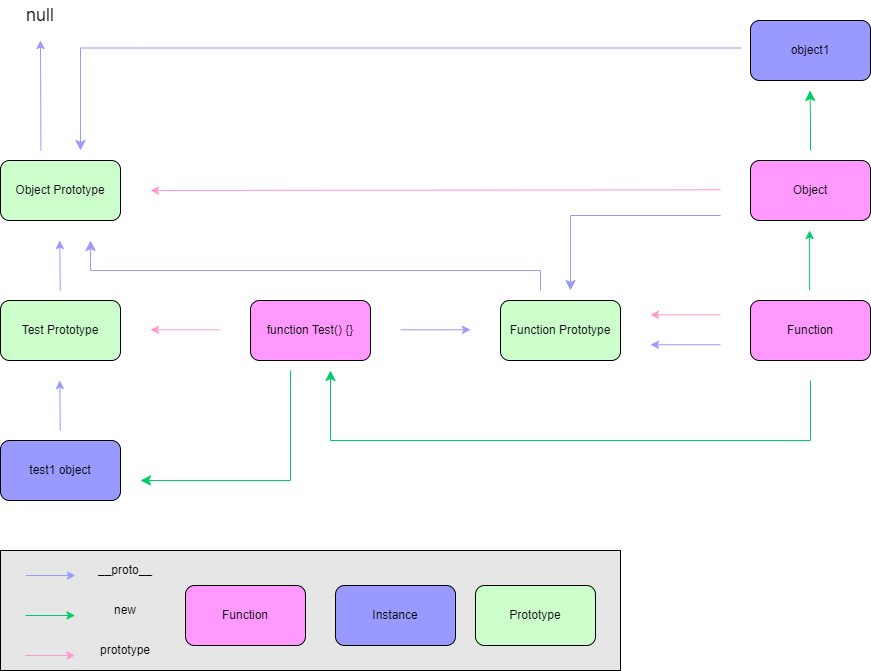 null
object1
Object Prototype
Object
Test Prototype
function Test() {}
Function Prototype
Function
test1 object
__proto__
new
prototype
Function
Instance
Prototype